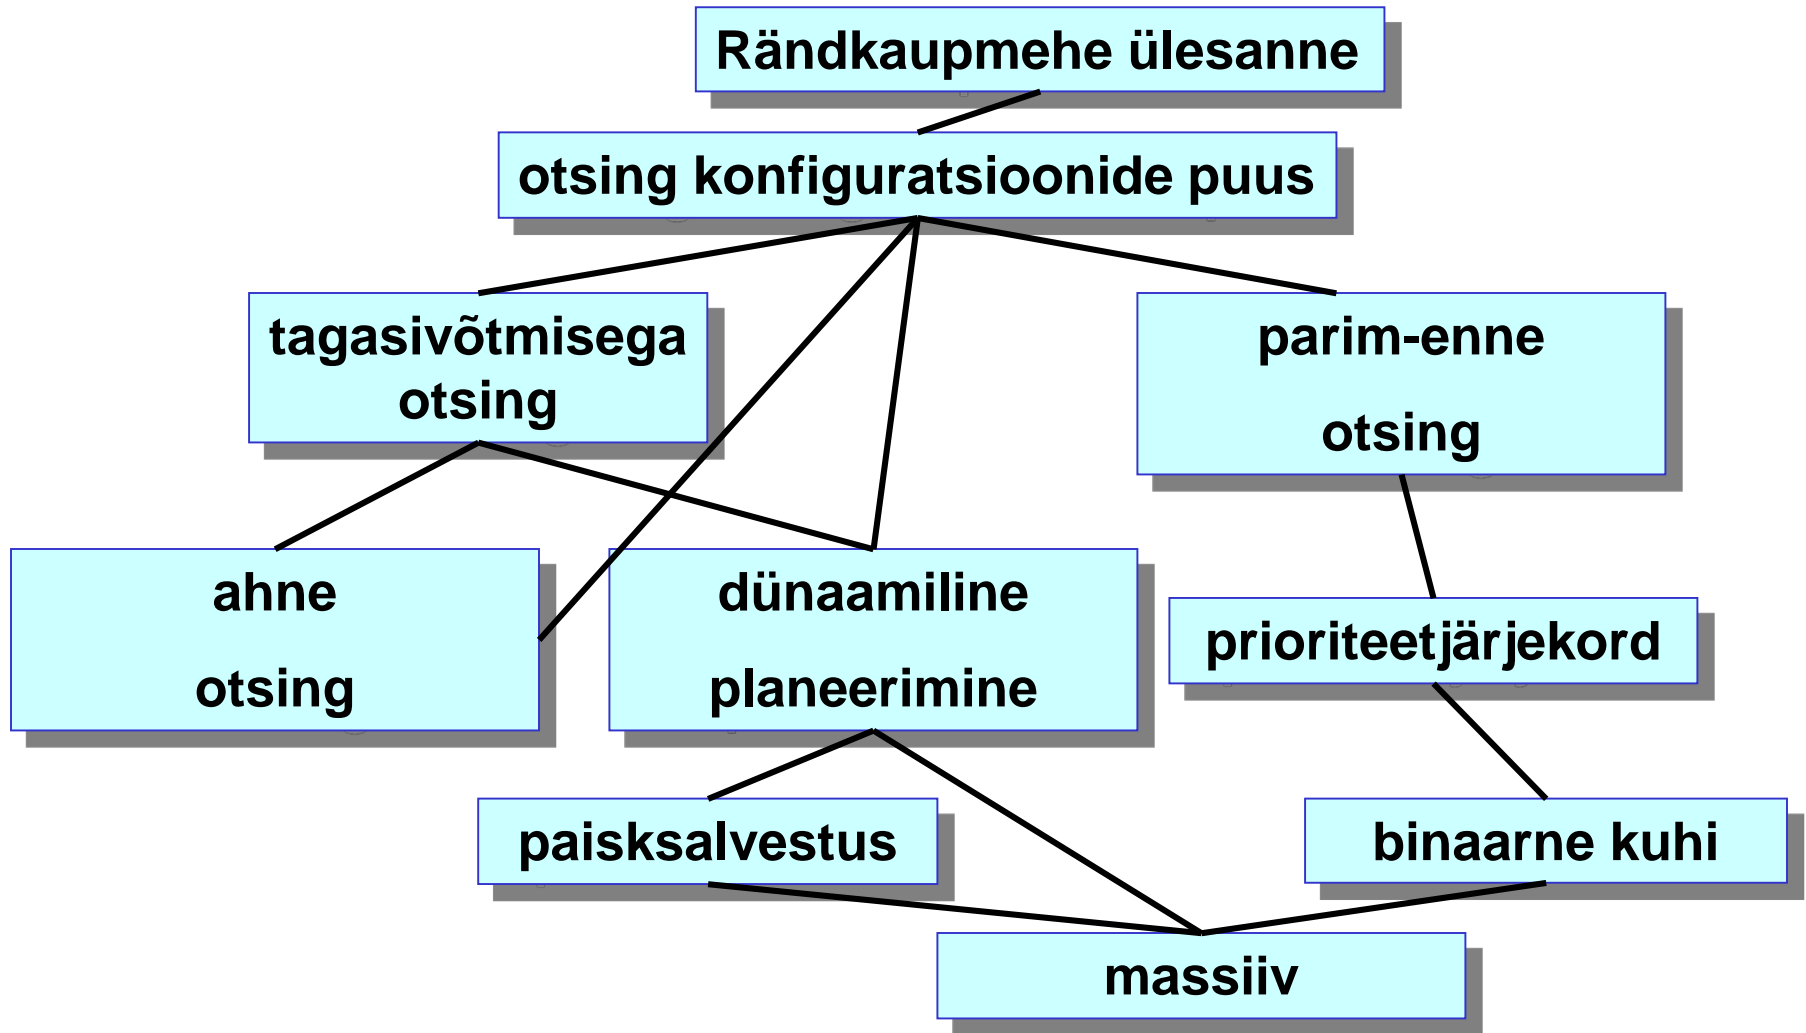 Rändkaupmehe ülesanne
otsing konfiguratsioonide puus
tagasivõtmisega
otsing
parim-enne
otsing
ahne
otsing
dünaamiline
planeerimine
prioriteetjärjekord
paisksalvestus
binaarne kuhi
massiiv